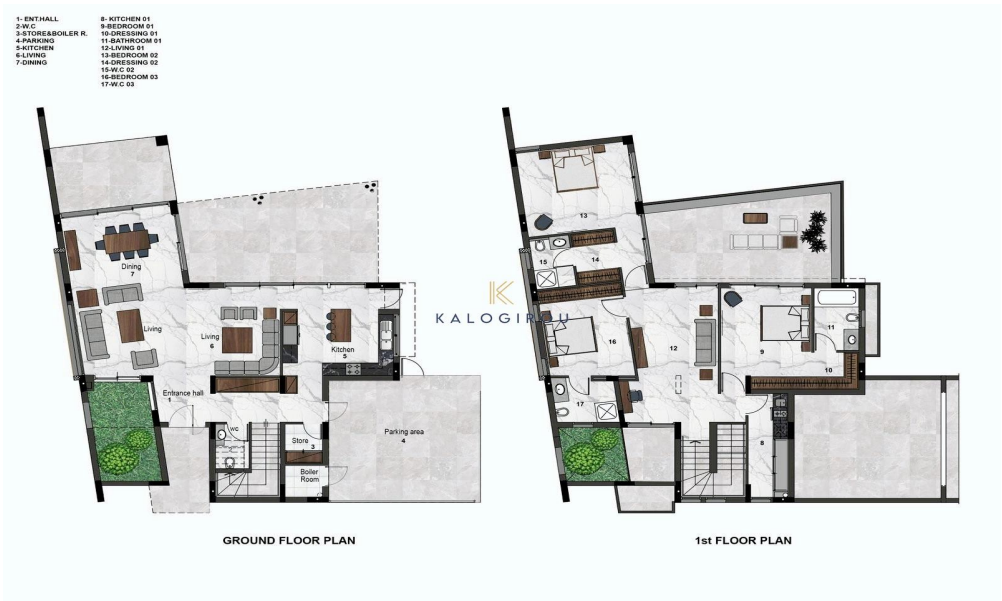 1- ENT.HALL
2-W.C
3-STORE&BOILER R.
4-PARKING
5-KITCHEN
6-LIVING
7-DINING
8- KITCHEN 01
9-BEDROOM 01
10-DRESSING 01
11-BATHROOM 01
12-LIVING 01
13-BEDROOM 02
14-DRESSING 02
15-W.C 02
16-BEDROOM 03
17-W.C 03
Dining
7
Living
Living
6
Kitchen
5
Entrance hall
1
WC
Store
3
Boiler
Room
Parking area
4
13
15
14
16
12
9
11
10
17
8
KALOGIROU
GROUND FLOOR PLAN
1st FLOOR PLAN